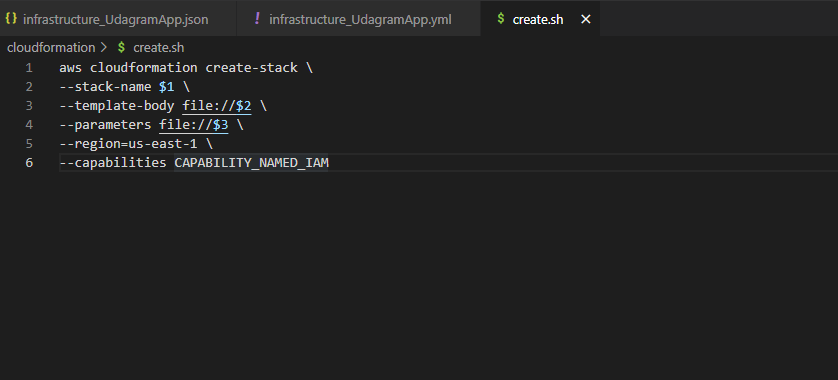 {} infrastructure_UdagramApp.json ! infrastructure_UdagramApp.yml $ create.sh ×
cloudformation > $ create.sh
1 aws cloudformation create-stack \
2 --stack-name $1 \
3 --template-body file://$2 \
4 --parameters file://$3 \
5 --region=us-east-1 \
6 --capabilities CAPABILITY_NAMED_IAM